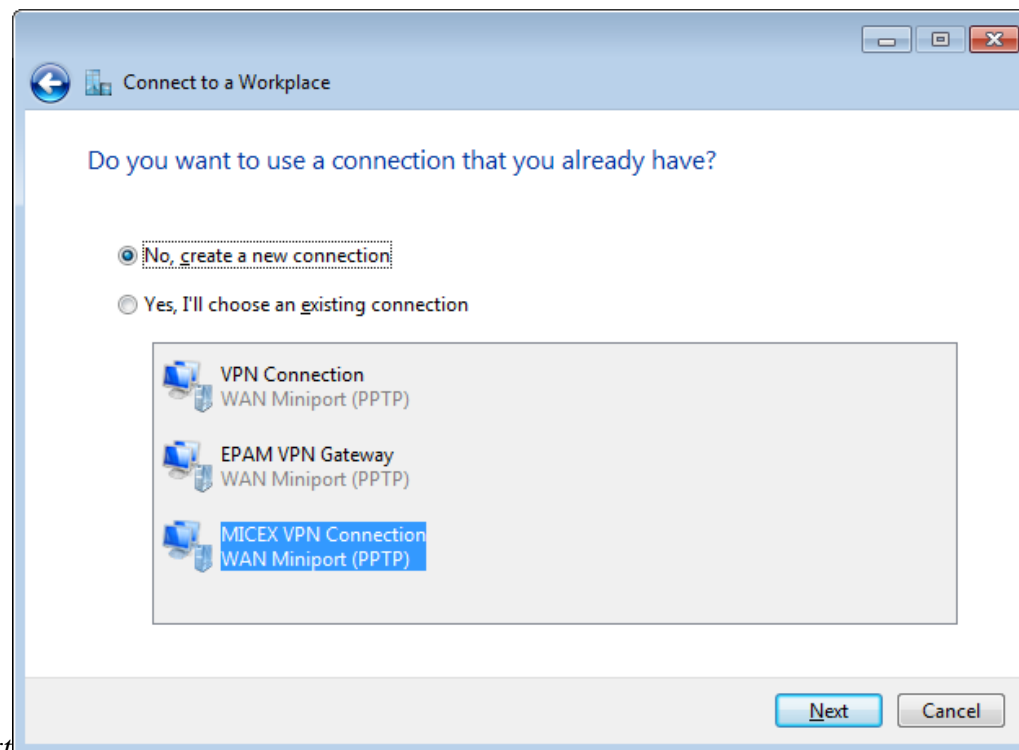 Connect to a Workplace
Do you want to use a connection that you already have?
No, create a new connection
Yes, I'll choose an existing connection
VPN Connection
WAN Miniport (PPTP)
EPAM VPN Gateway
WAN Miniport (PPTP)
MICEX VPN Connection
WAN Miniport (PPTP)
Next
Cancel